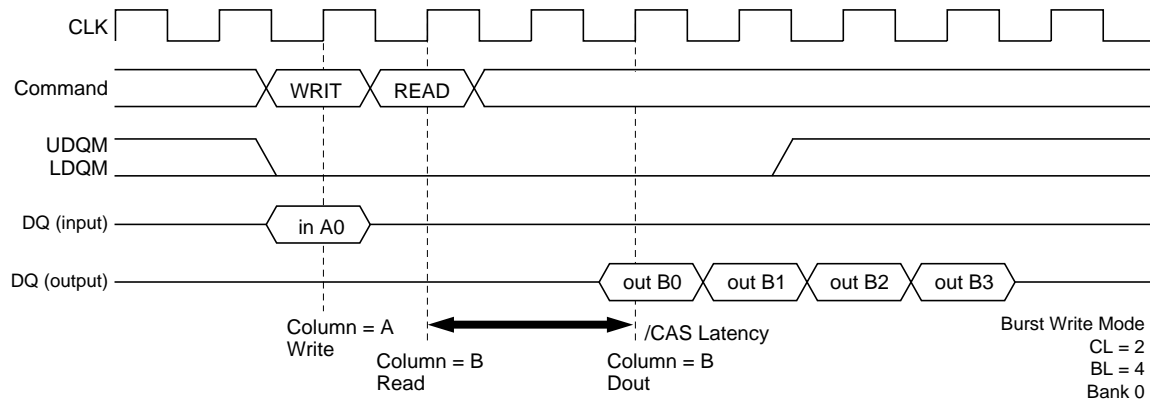 CLK
Command
WRIT
READ
UDQM
LDQM
DQ (input)
in A0
DQ (output)
out B0
out B1
out B2
out B3
Column = A
Write
Column = B
Read
/CAS Latency
Column = B
Dout
Burst Write Mode
CL = 2
BL = 4
Bank 0